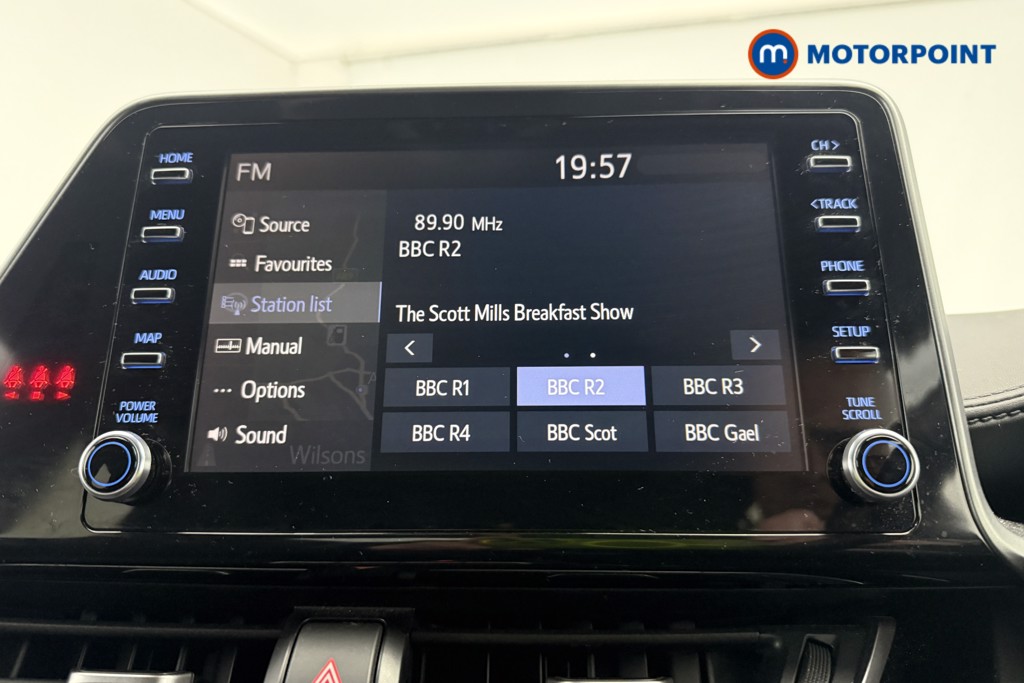 m MOTORPOINT
HOME
MENU
AUDIO
MAP
POWER
VOLUME
FM
19:57
Source
Favourites
Station list
Manual
Options
Sound
Wilsons
89.90 MHz
BBC R2
The Scott Mills Breakfast Show
< >
BBC R1 BBC R2 BBC R3
BBC R4 BBC Scot BBC Gael
CH >
< TRACK
PHONE
SETUP
TUNE
SCROLL